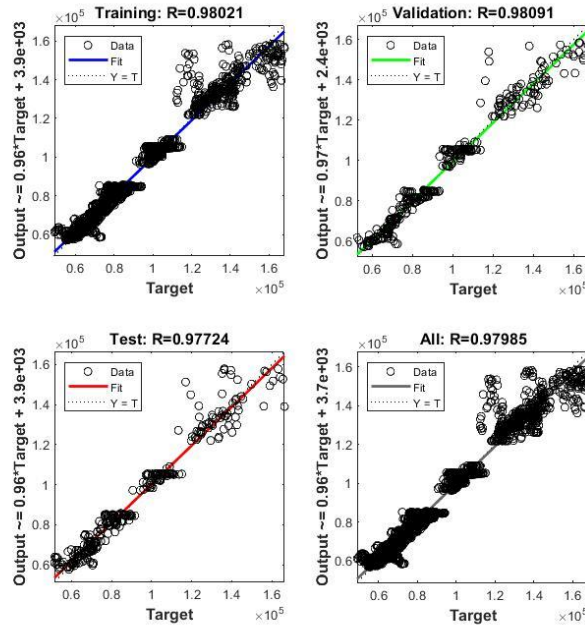 Training: R=0.98021
×10⁵
Output ~= 0.96*Target + 3.9e+03
1.6
1.4
1.2
1
0.8
0.6
Data
Fit
Y = T
0.6 0.8 1 1.2 1.4 1.6
Target
×10⁵
Validation: R=0.98091
×10⁵
Output ~= 0.97*Target + 2.4e+03
1.6
1.4
1.2
1
0.8
0.6
Data
Fit
Y = T
0.6 0.8 1 1.2 1.4 1.6
Target
×10⁵
Test: R=0.97724
×10⁵
Output ~= 0.96*Target + 3.9e+03
1.6
1.4
1.2
1
0.8
0.6
Data
Fit
Y = T
0.6 0.8 1 1.2 1.4 1.6
Target
×10⁵
All: R=0.97985
×10⁵
Output ~= 0.96*Target + 3.7e+03
1.6
1.4
1.2
1
0.8
0.6
Data
Fit
Y = T
0.6 0.8 1 1.2 1.4 1.6
Target
×10⁵